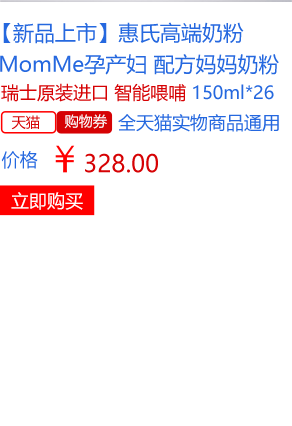 【新品上市】惠氏高端奶粉
MomMe孕产妇 配方妈妈奶粉
瑞士原装进口 智能喂哺 150ml*26
天猫 购物券 全天猫实物商品通用
价格 ￥ 328.00
立即购买